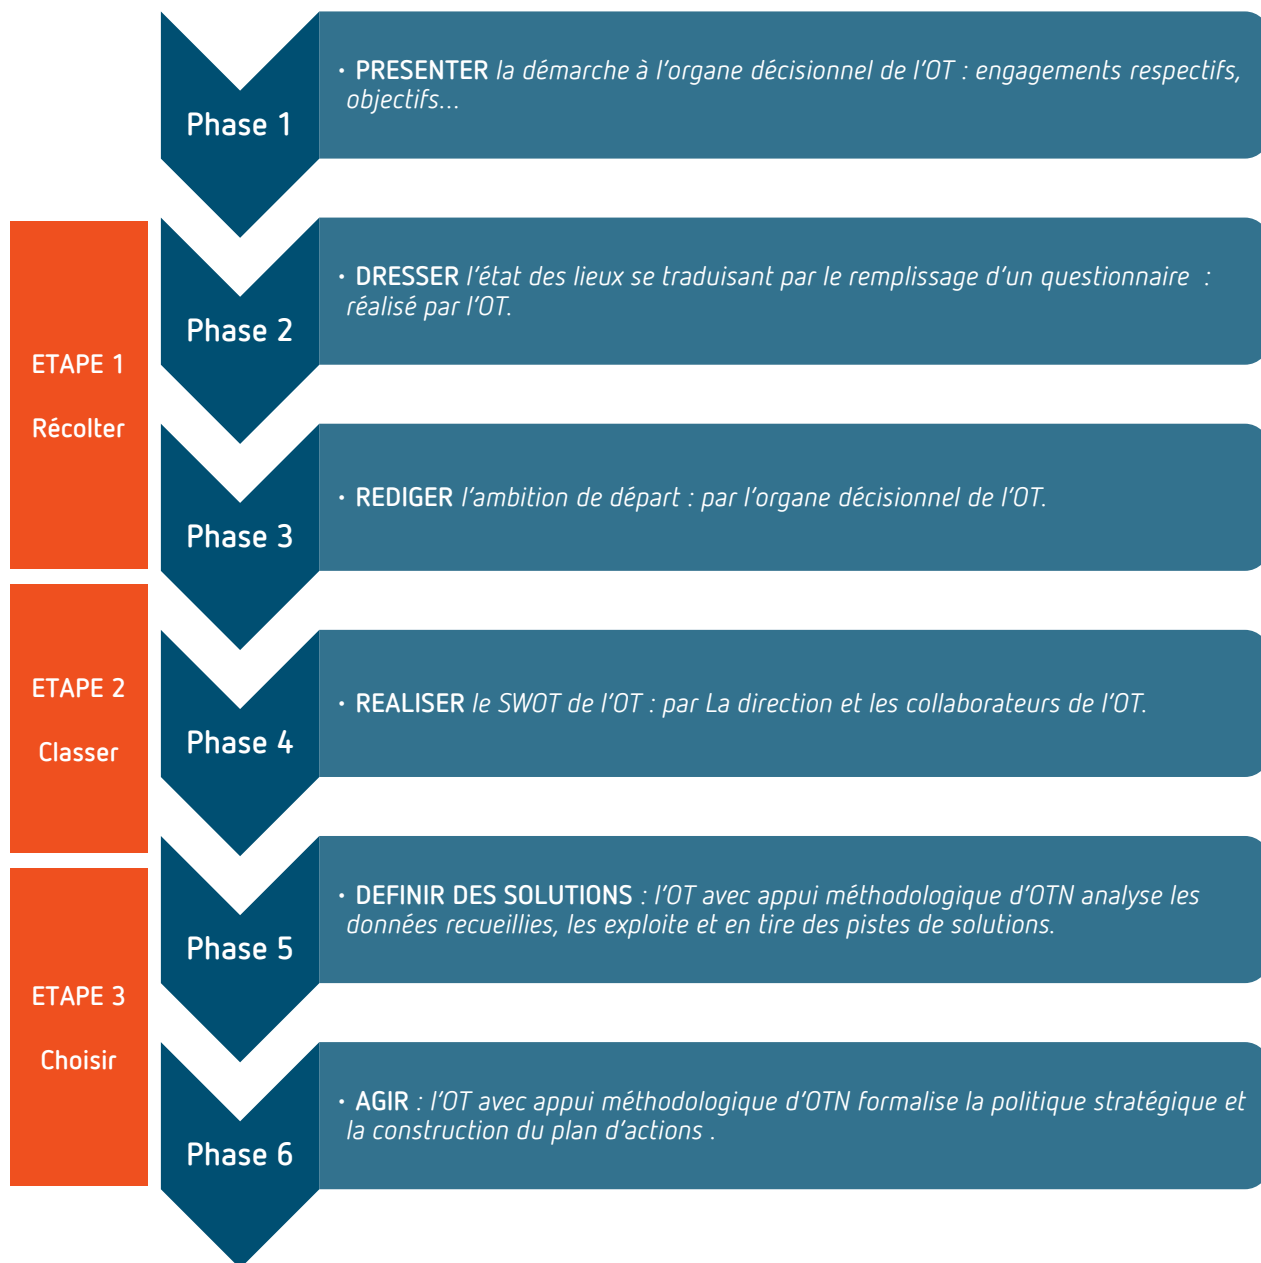 Phase 1
• PRESENTER la démarche à l'organe décisionnel de l'OT : engagements respectifs,
objectifs…
ETAPE 1
Récolter
Phase 2
• DRESSER l'état des lieux se traduisant par le remplissage d'un questionnaire  :
réalisé par l'OT.
Phase 3
• REDIGER l'ambition de départ : par l'organe décisionnel de l'OT.
ETAPE 2
Classer
Phase 4
• REALISER le SWOT de l'OT : par La direction et les collaborateurs de l'OT.
ETAPE 3
Choisir
Phase 5
• DEFINIR DES SOLUTIONS : l'OT avec appui méthodologique d'OTN analyse les
données recueillies, les exploite et en tire des pistes de solutions.
Phase 6
• AGIR : l'OT avec appui méthodologique d'OTN formalise la politique stratégique et
la construction du plan d'actions .